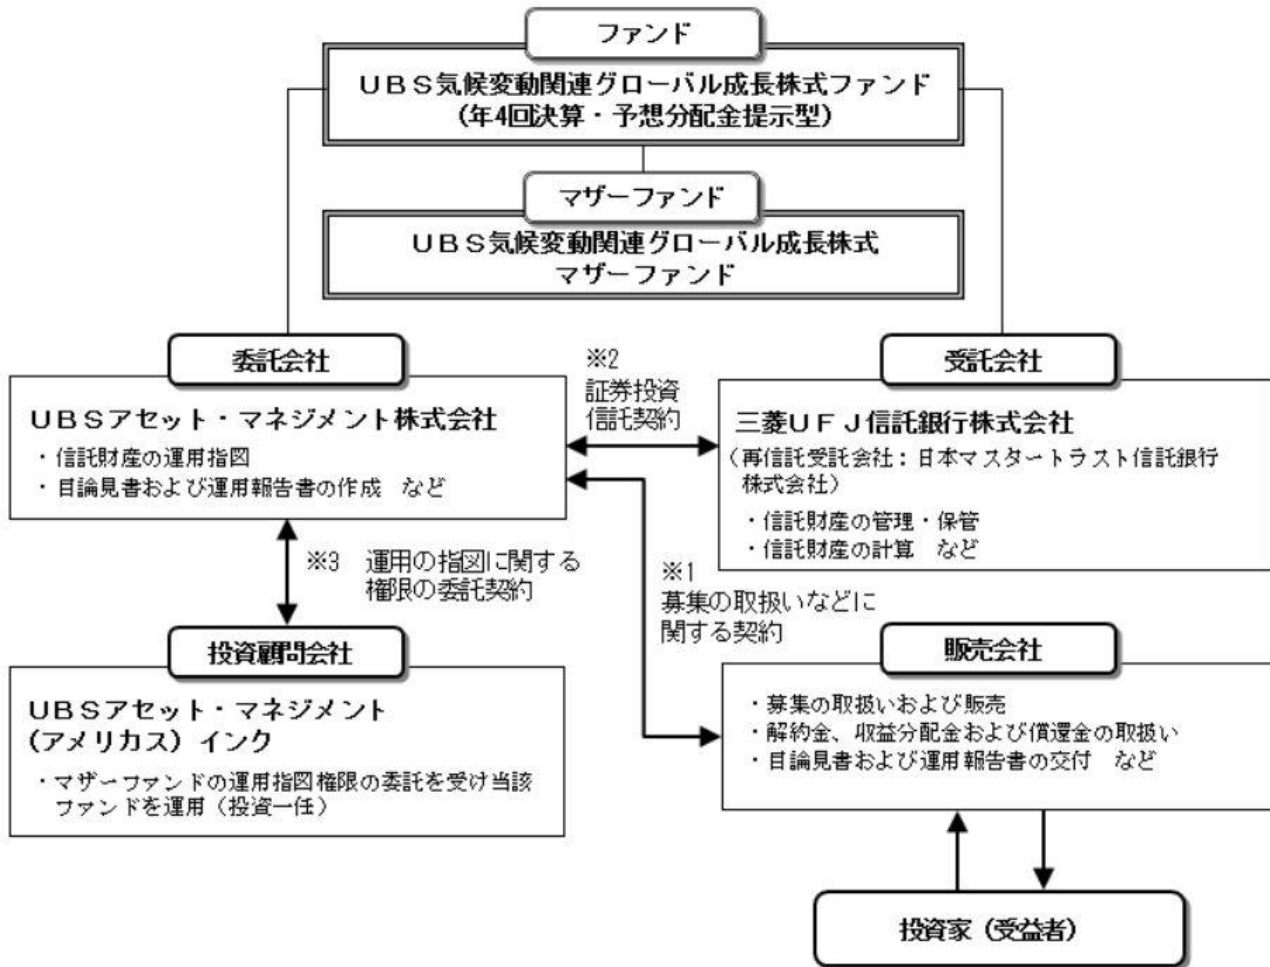 ファンド
UBS気候変動関連グローバル成長株式ファンド
(年4回決算・予想分配金提示型)
マザーファンド
UBS気候変動関連グローバル成長株式
マザーファンド
委託会社
UBSアセット・マネジメント株式会社
・信託財産の運用指図
・目論見書および運用報告書の作成 など
※2
証券投資
信託契約
受託会社
三菱UFJ信託銀行株式会社
(再信託受託会社:日本マスタートラスト信託銀行
株式会社)
・信託財産の管理・保管
・信託財産の計算 など
※3 運用の指図に関する
権限の委託契約
※1
募集の取扱いなどに
関する契約
投資顧問会社
UBSアセット・マネジメント
(アメリカス)インク
・マザーファンドの運用指図権限の委託を受け当該
ファンドを運用(投資一任)
販売会社
・募集の取扱いおよび販売
・解約金、収益分配金および償還金の取扱い
・目論見書および運用報告書の交付 など
投資家(受益者)